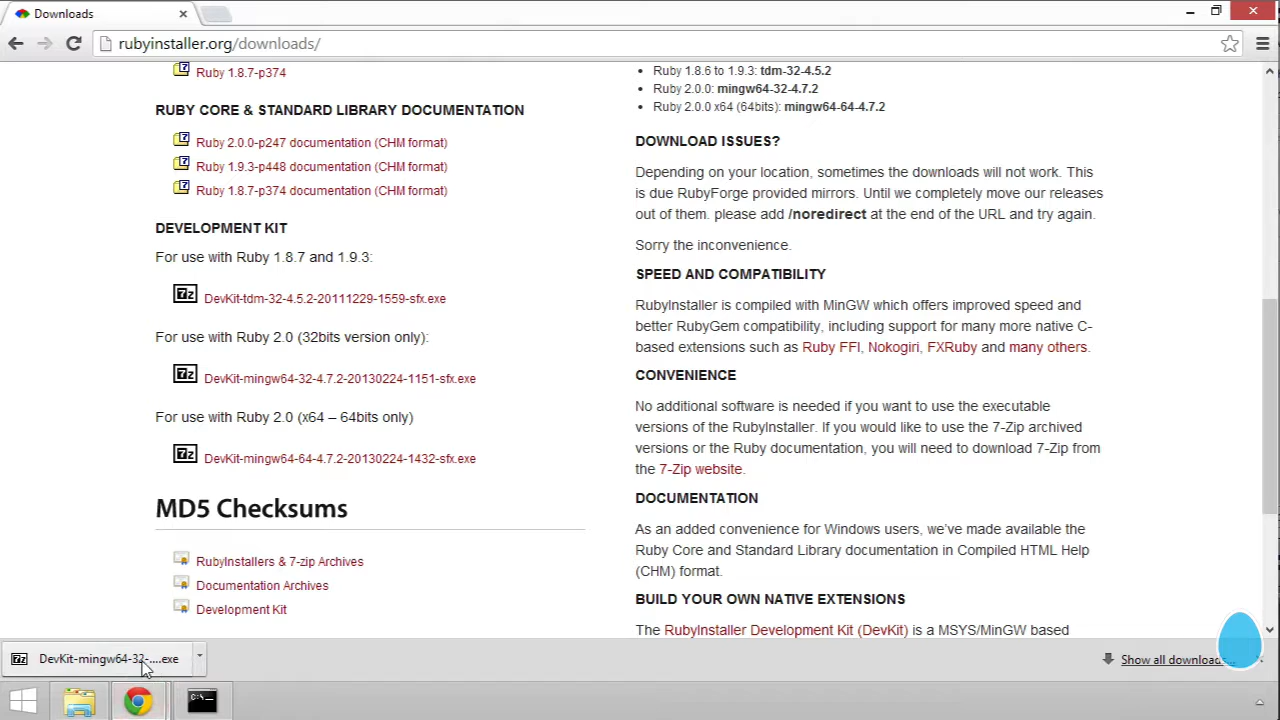 Downloads
rubyinstaller.org/downloads/
Ruby 1.8.7-p374
RUBY CORE & STANDARD LIBRARY DOCUMENTATION
Ruby 2.0.0-p247 documentation (CHM format)
Ruby 1.9.3-p448 documentation (CHM format)
Ruby 1.8.7-p374 documentation (CHM format)
DEVELOPMENT KIT
For use with Ruby 1.8.7 and 1.9.3:
7z DevKit-tdm-32-4.5.2-20111229-1559-sfx.exe
For use with Ruby 2.0 (32bits version only):
7z DevKit-mingw64-32-4.7.2-20130224-1151-sfx.exe
For use with Ruby 2.0 (x64 – 64bits only)
7z DevKit-mingw64-64-4.7.2-20130224-1432-sfx.exe
MD5 Checksums
RubyInstallers & 7-zip Archives
Documentation Archives
Development Kit
Ruby 1.8.6 to 1.9.3: tdm-32-4.5.2
Ruby 2.0.0: mingw64-32-4.7.2
Ruby 2.0.0 x64 (64bits): mingw64-64-4.7.2
DOWNLOAD ISSUES?
Depending on your location, sometimes the downloads will not work. This
is due RubyForge provided mirrors. Until we completely move our releases
out of them. please add /noredirect at the end of the URL and try again.
Sorry the inconvenience.
SPEED AND COMPATIBILITY
RubyInstaller is compiled with MinGW which offers improved speed and
better RubyGem compatibility, including support for many more native C-
based extensions such as Ruby FFI, Nokogiri, FXRuby and many others.
CONVENIENCE
No additional software is needed if you want to use the executable
versions of the RubyInstaller. If you would like to use the 7-Zip archived
versions or the Ruby documentation, you will need to download 7-Zip from
the 7-Zip website.
DOCUMENTATION
As an added convenience for Windows users, we've made available the
Ruby Core and Standard Library documentation in Compiled HTML Help
(CHM) format.
BUILD YOUR OWN NATIVE EXTENSIONS
The RubyInstaller Development Kit (DevKit) is a MSYS/MinGW based
7z DevKit-mingw64-32-....exe
Show all downloads...
C:\